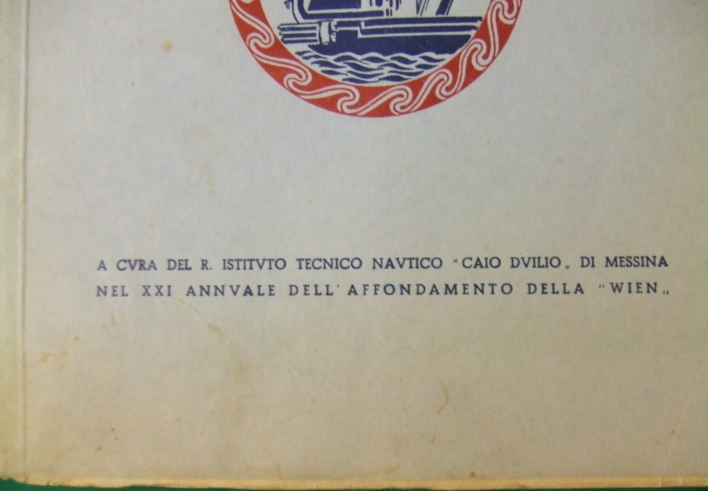 A CVRA DEL R. ISTITVTO TECNICO NAVTICO "CAIO DVILIO„ DI MESSINA
NEL XXI ANNVALE DELL'AFFONDAMENTO DELLA "WIEN„